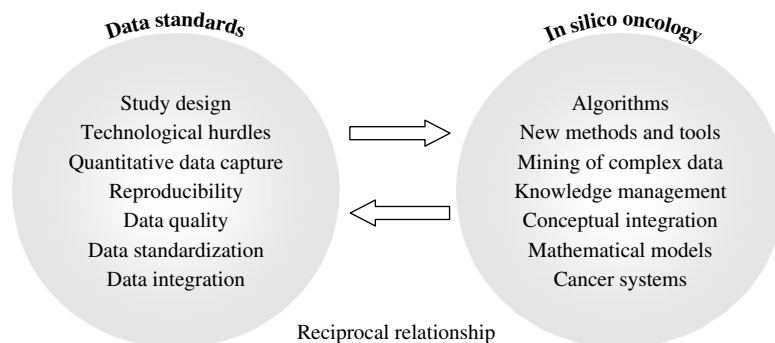 Data standards
Study design
Technological hurdles
Quantitative data capture
Reproducibility
Data quality
Data standardization
Data integration
In silico oncology
Algorithms
New methods and tools
Mining of complex data
Knowledge management
Conceptual integration
Mathematical models
Cancer systems
Reciprocal relationship